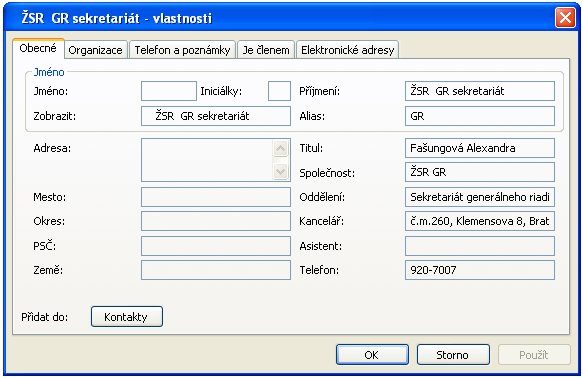 ŽSR GR sekretariát - vlastnosti
Obecné Organizace Telefon a poznámky Je členem Elektronické adresy
Jméno
Jméno: Iniciálky: Příjmení: ŽSR GR sekretariát
Zobrazit: ŽSR GR sekretariát Alias: GR
Adresa: Titul: Fašungová Alexandra
Společnost: ŽSR GR
Mesto: Oddělení: Sekretariát generálneho riadi
Okres: Kancelář: č.m.260, Klemensova 8, Brat
PSČ: Asistent:
Země: Telefon: 920-7007
Přidat do: Kontakty
OK Storno Použít